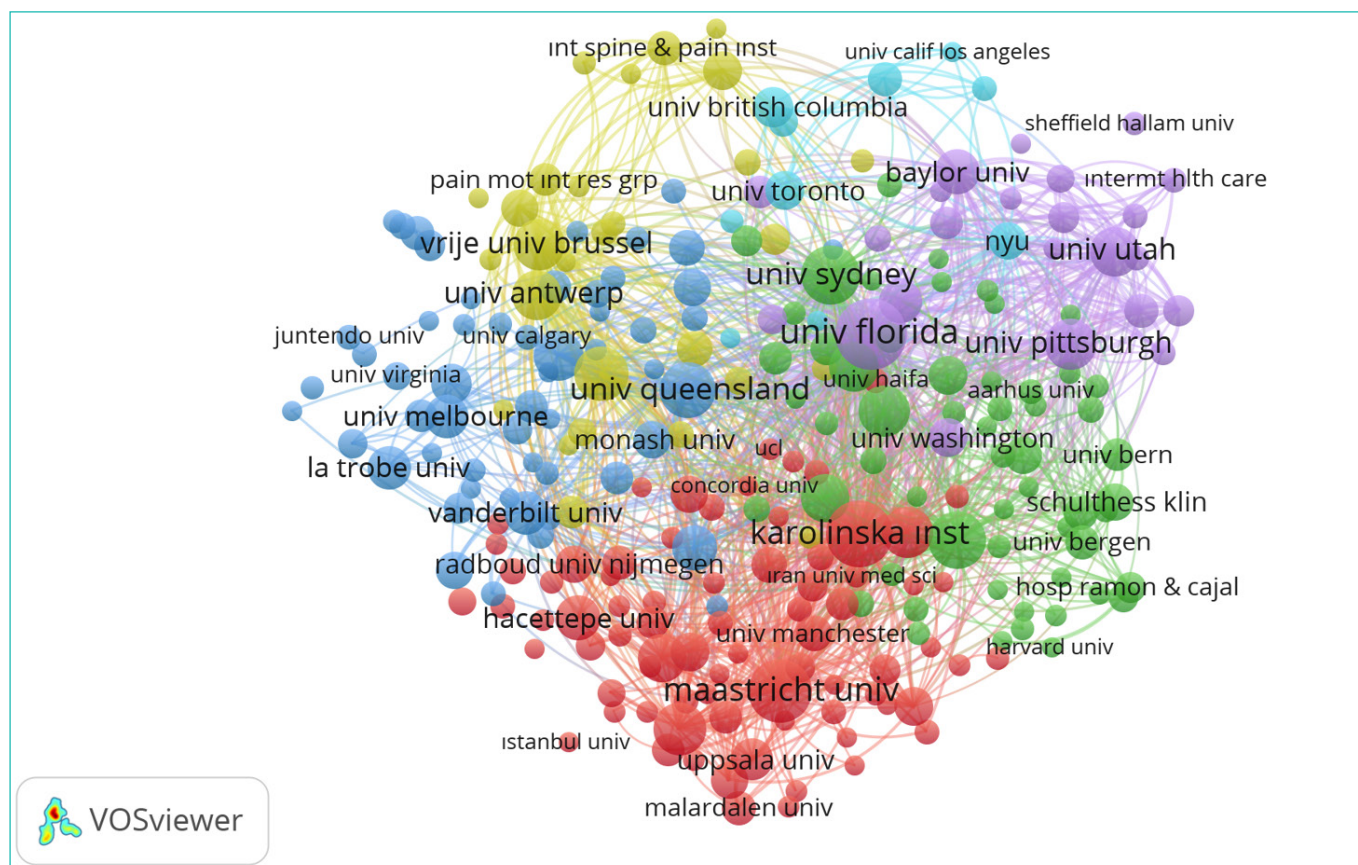 ınt spine & paın ınst
univ calif los angeles
univ british columbia
sheffield hallam univ
pain mot ınt res grp
univ toronto
baylor univ
ıntermt hlth care
vrije univ brussel
nyu
univ utah
univ sydney
univ antwerp
juntendo univ
univ calgary
univ florida
univ pittsburgh
univ virginia
univ queensland
univ haifa
aarhus univ
univ melbourne
monash univ
univ washington
ucl
univ bern
la trobe univ
concordia univ
schulthess klin
vanderbilt univ
karolinska ınst
univ bergen
radboud univ nijmegen
ıran univ med sci
hosp ramon & cajal
hacettepe univ
univ manchester
harvard univ
maastricht univ
ıstanbul univ
uppsala univ
malardalen univ
VOSviewer